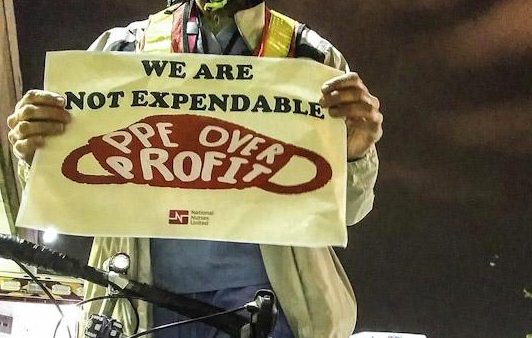 WE ARE
NOT EXPENDABLE
PPE OVER
PROFIT
National
Nurses
United